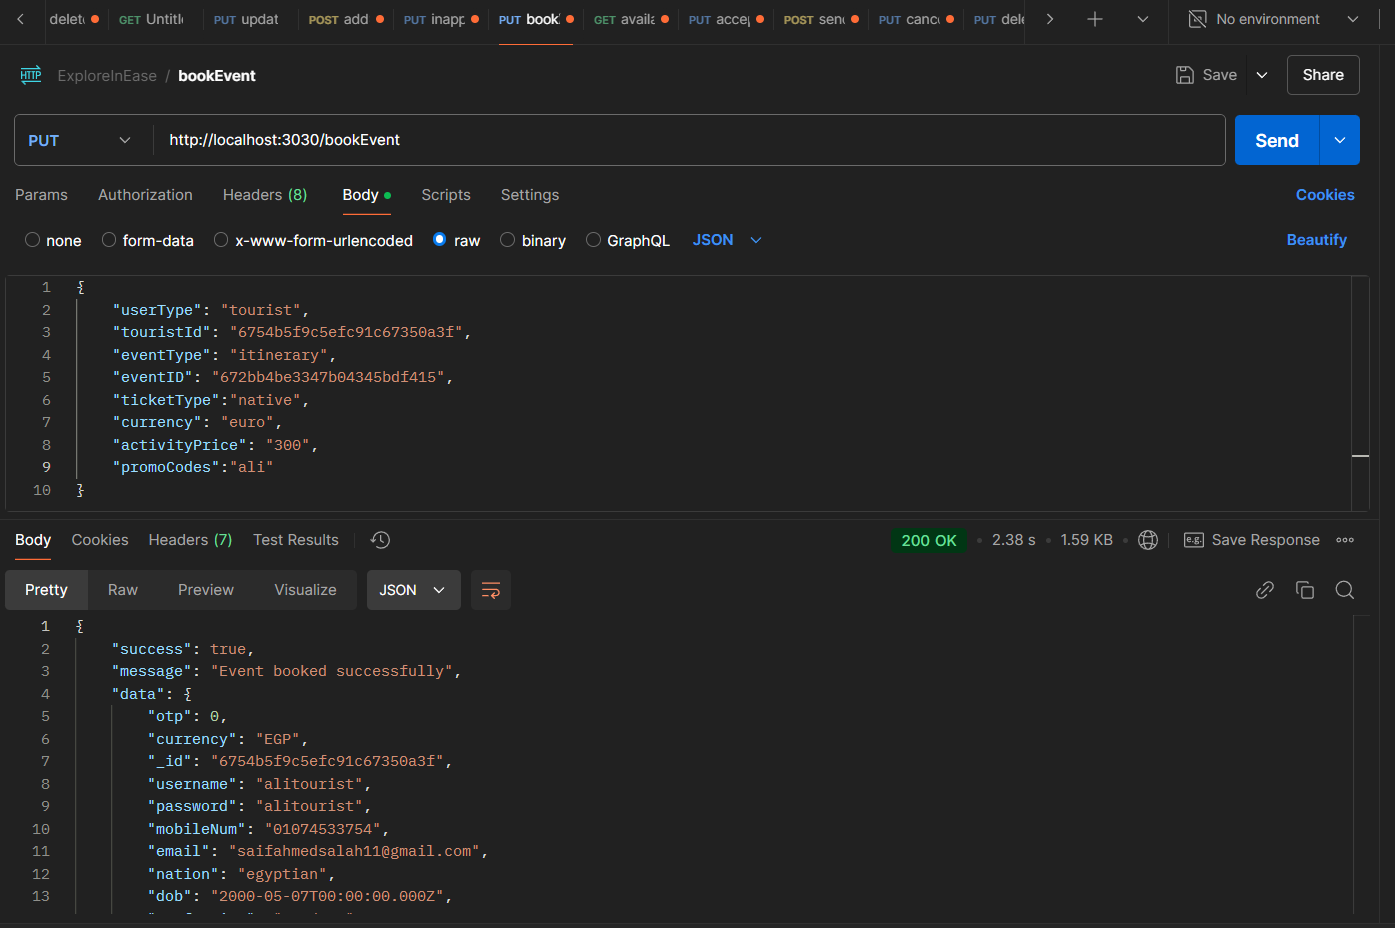 delete GET Untitle PUT updat POST add PUT inapp PUT book GET availa PUT accep POST send PUT cance PUT dele No environment
HTTP ExploreInEase / bookEvent Save Share
PUT http://localhost:3030/bookEvent Send
Params Authorization Headers (8) Body Scripts Settings Cookies
none form-data x-www-form-urlencoded raw binary GraphQL JSON Beautify
1 {
2 "userType": "tourist",
3 "touristId": "6754b5f9c5efc91c67350a3f",
4 "eventType": "itinerary",
5 "eventID": "672bb4be3347b04345bdf415",
6 "ticketType":"native",
7 "currency": "euro",
8 "activityPrice": "300",
9 "promoCodes":"ali"
10 }
Body Cookies Headers (7) Test Results 200 OK 2.38 s 1.59 KB e.g. Save Response
Pretty Raw Preview Visualize JSON
1 {
2 "success": true,
3 "message": "Event booked successfully",
4 "data": {
5 "otp": 0,
6 "currency": "EGP",
7 "_id": "6754b5f9c5efc91c67350a3f",
8 "username": "alitourist",
9 "password": "alitourist",
10 "mobileNum": "01074533754",
11 "email": "saifahmedsalah11@gmail.com",
12 "nation": "egyptian",
13 "dob": "2000-05-07T00:00:00.000Z",